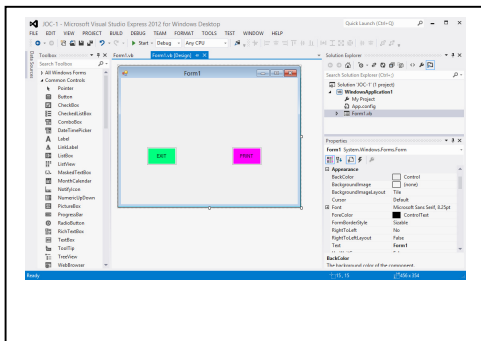 IOC-1 - Microsoft Visual Studio Express 2012 for Windows Desktop
Quick Launch (Ctrl+Q)
FILE EDIT VIEW PROJECT BUILD DEBUG TEAM FORMAT TOOLS TEST WINDOW HELP
Start Debug Any CPU
Data Sources
Toolbox
Search Toolbox
All Windows Forms
Common Controls
Pointer
Button
CheckBox
CheckedListBox
ComboBox
DateTimePicker
Label
LinkLabel
ListBox
ListView
MaskedTextBox
MonthCalendar
NotifyIcon
NumericUpDown
PictureBox
ProgressBar
RadioButton
RichTextBox
TextBox
ToolTip
TreeView
WebBrowser
Form1.vb Form1.vb [Design]
Form1
EXIT
PRINT
Solution Explorer
Search Solution Explorer (Ctrl+;)
Solution 'IOC-1' (1 project)
WindowsApplication1
My Project
App.config
Form1.vb
Properties
Form1 System.Windows.Forms.Form
Appearance
BackColor Control
BackgroundImage (none)
BackgroundImageLayout Tile
Cursor Default
Font Microsoft Sans Serif, 8.25pt
ForeColor ControlText
FormBorderStyle Sizable
RightToLeft No
RightToLeftLayout False
Text Form1
BackColor
The background color of the component.
Ready
15, 15
456 x 354